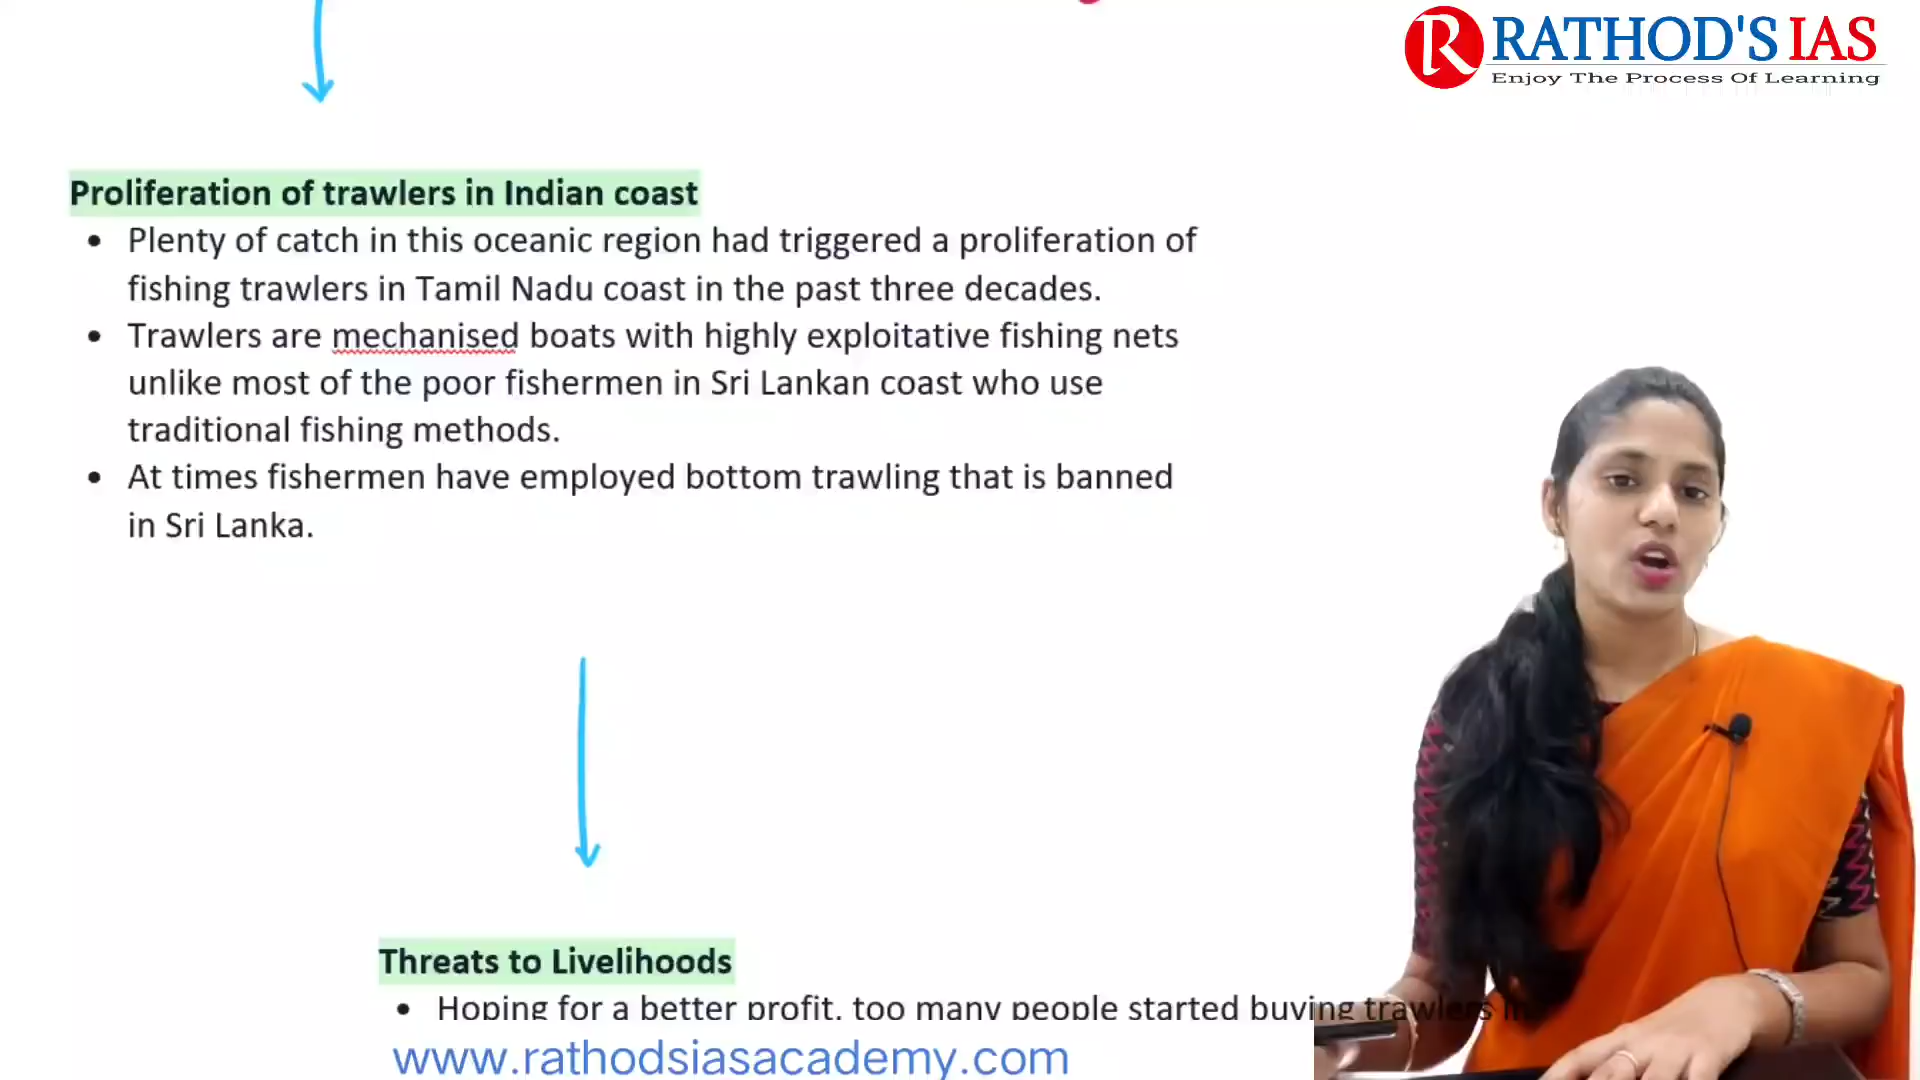 RATHOD'S IAS
Enjoy The Process Of Learning
Proliferation of trawlers in Indian coast
• Plenty of catch in this oceanic region had triggered a proliferation of
fishing trawlers in Tamil Nadu coast in the past three decades.
• Trawlers are mechanised boats with highly exploitative fishing nets
unlike most of the poor fishermen in Sri Lankan coast who use
traditional fishing methods.
• At times fishermen have employed bottom trawling that is banned
in Sri Lanka.
Threats to Livelihoods
• Hoping for a better profit, too many people started buying trawlers in
www.rathodsiasacademy.com